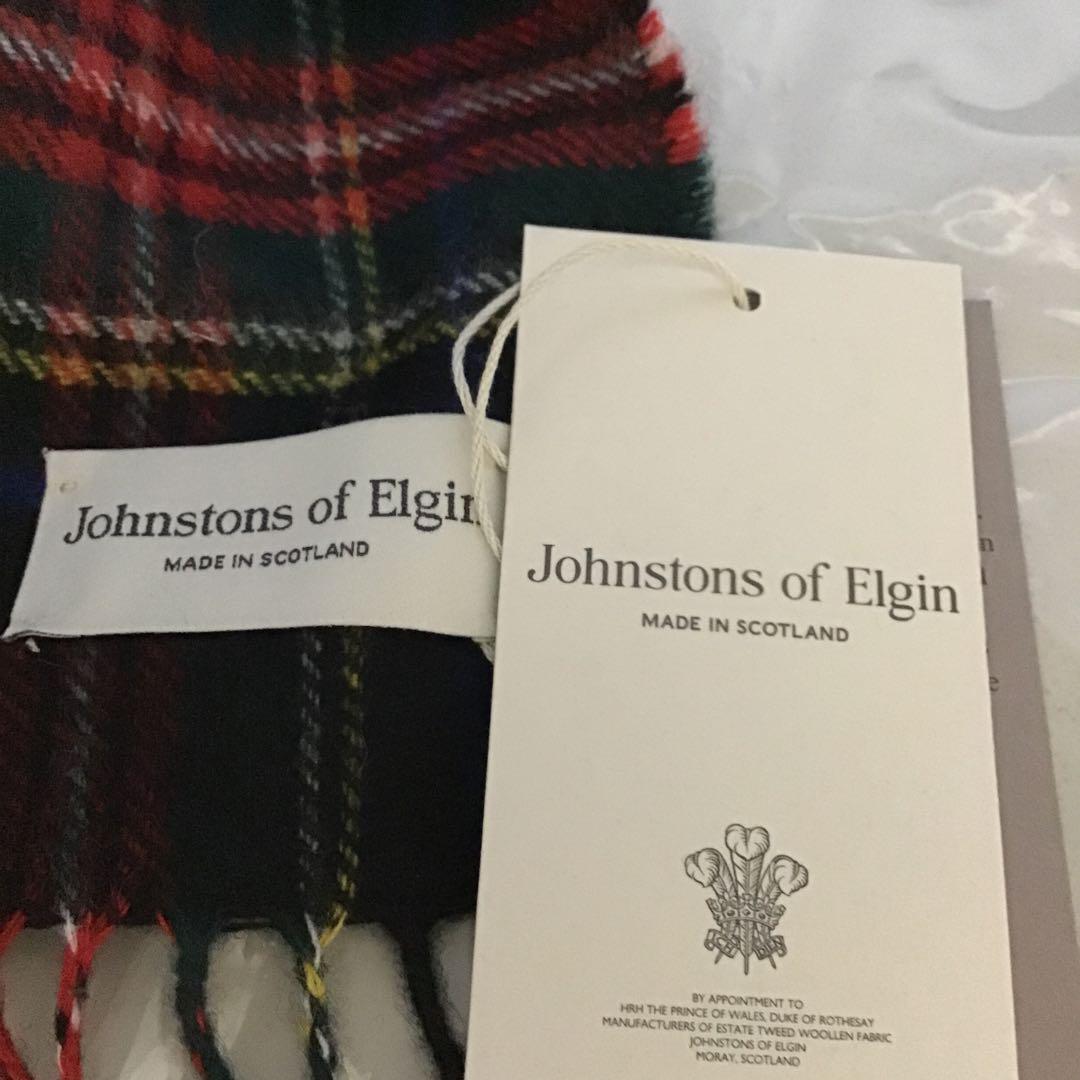 Johnstons of Elgin
MADE IN SCOTLAND
Johnstons of Elgin
MADE IN SCOTLAND
BY APPOINTMENT TO
HRH THE PRINCE OF WALES, DUKE OF ROTHESAY
MANUFACTURERS OF ESTATE TWEED WOOLLEN FABRIC
JOHNSTONS OF ELGIN
MORAY, SCOTLAND